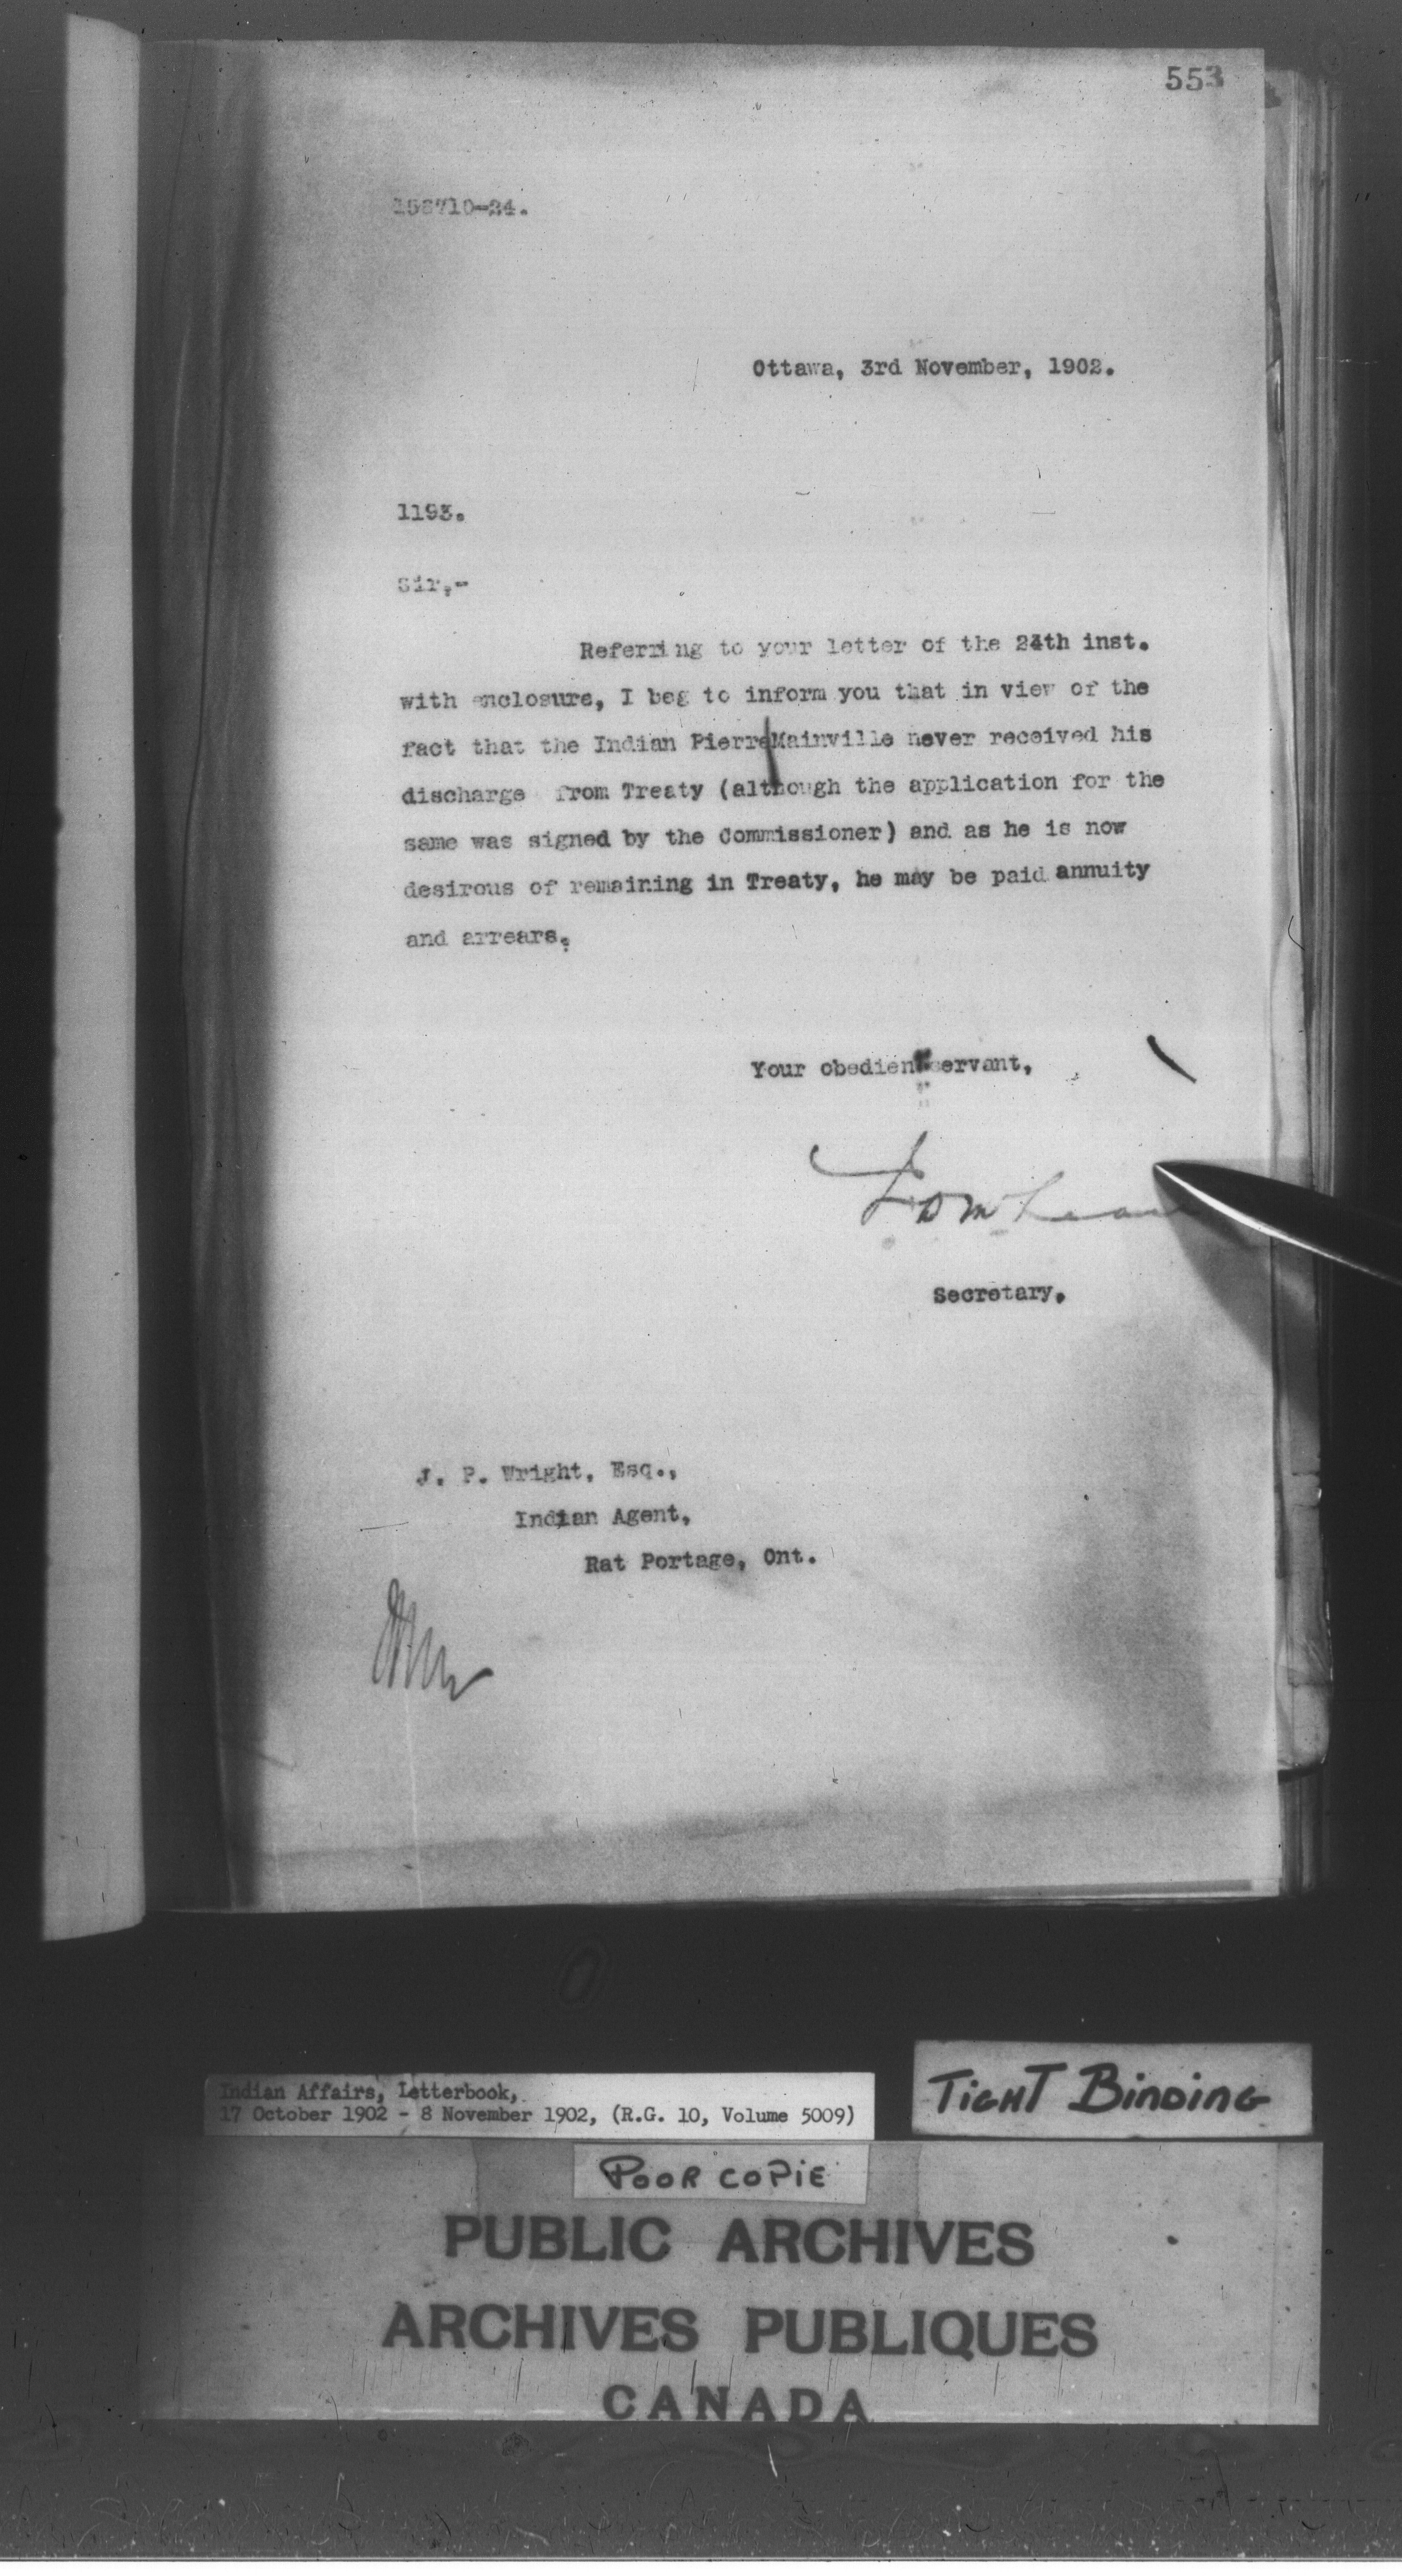 553
156710-24.
Ottawa, 3rd November, 1902.
1193.
Sir,-
Referring to your letter of the 24th inst.
with enclosure, I beg to inform you that in view of the
fact that the Indian Pierre Mainville never received his
discharge from Treaty (although the application for the
same was signed by the Commissioner) and as he is now
desirous of remaining in Treaty, he may be paid annuity
and arrears.
Your obedient servant,
Secretary.
J. P. Wright, Esq.,
Indian Agent,
Rat Portage, Ont.
Indian Affairs, Letterbook,
17 October 1902 - 8 November 1902, (R.G. 10, Volume 5009)
TIGHT BINDING
POOR COPIE
PUBLIC ARCHIVES
ARCHIVES PUBLIQUES
CANADA